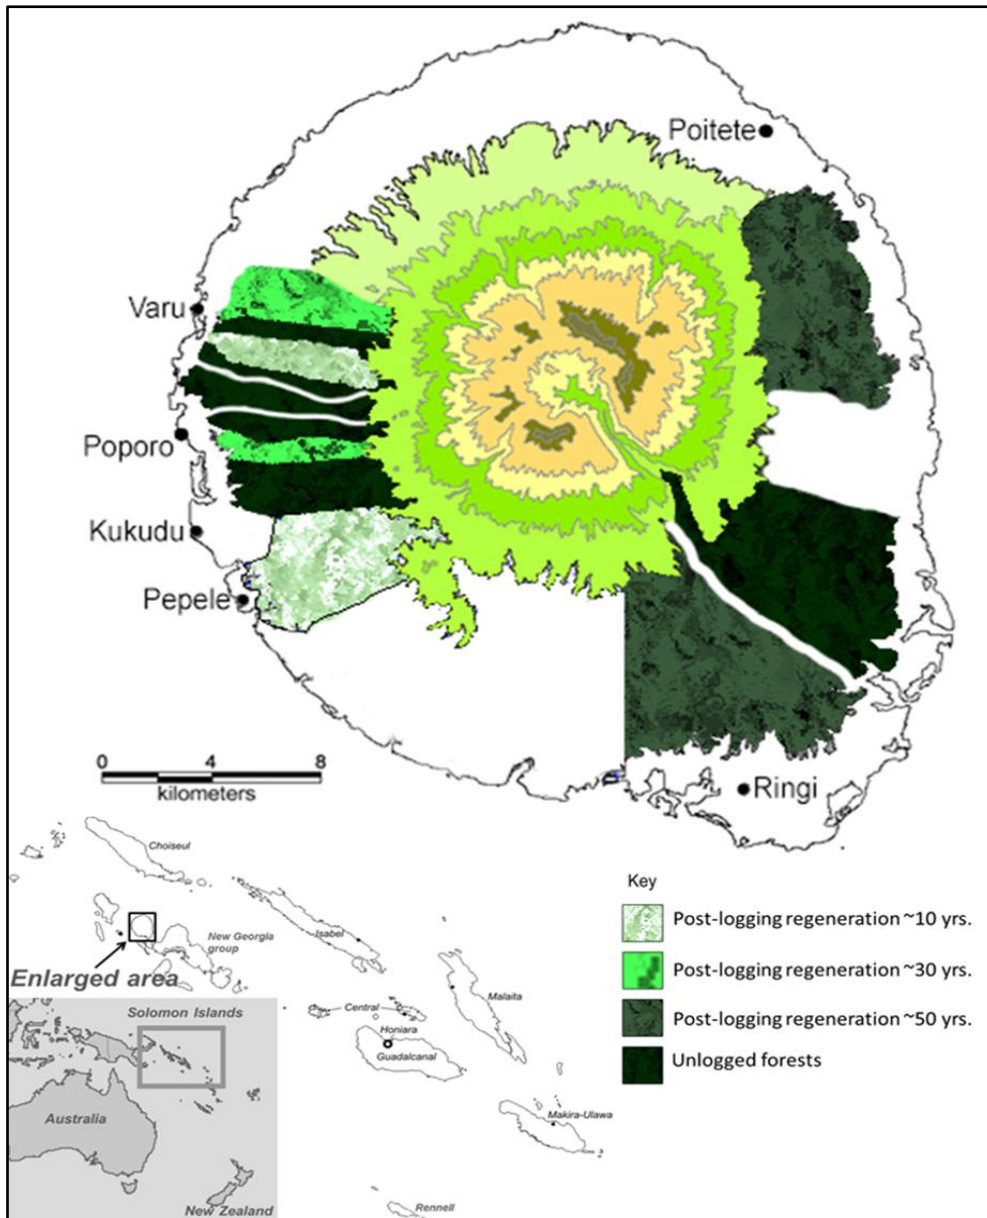 Poitete
Varu
Poporo
Kukudu
Pepele
0 4 8
kilometers
Ringi
Choiseul
New Georgia
group
Isabel
Enlarged area
Malaita
Central
Honiara
Guadalcanal
Makira-Ulawa
Rennell
Solomon Islands
Australia
New Zealand
Key
Post-logging regeneration ~10 yrs.
Post-logging regeneration ~30 yrs.
Post-logging regeneration ~50 yrs.
Unlogged forests